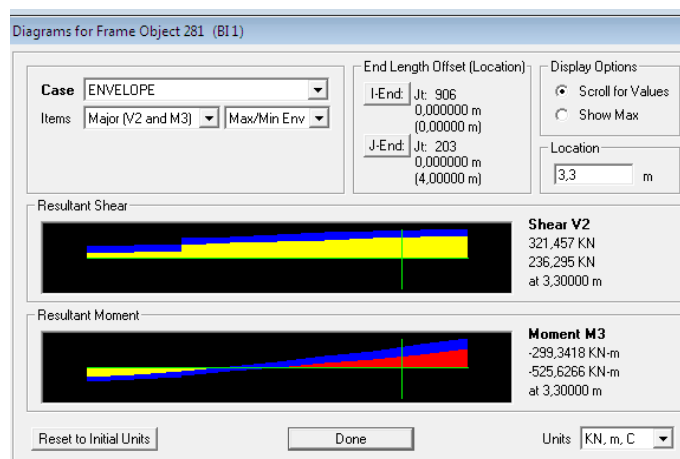 Diagrams for Frame Object 281 (BI 1)
Case ENVELOPE
Items Major (V2 and M3) Max/Min Env
End Length Offset (Location)
I-End: Jt: 906
0,000000 m
(0,00000 m)
J-End: Jt: 203
0,000000 m
(4,00000 m)
Display Options
Scroll for Values
Show Max
Location
3,3 m
Resultant Shear
Shear V2
321,457 KN
236,295 KN
at 3,30000 m
Resultant Moment
Moment M3
-299,3418 KN-m
-525,6266 KN-m
at 3,30000 m
Reset to Initial Units Done Units KN, m, C